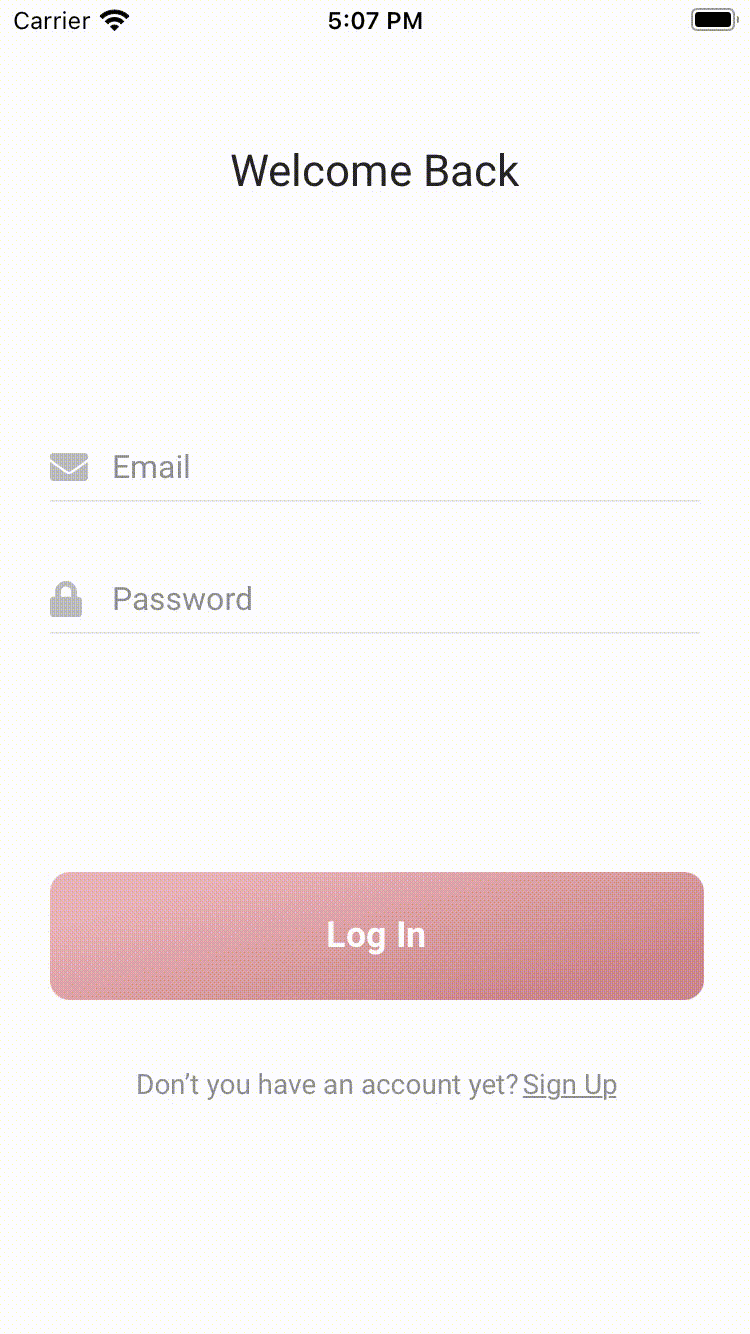 Carrier 5:07 PM
Welcome Back
Email
Password
Log In
Don’t you have an account yet? Sign Up